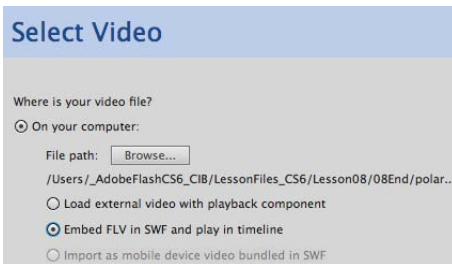 Select Video
Where is your video file?
On your computer:
File path: Browse...
/Users/_AdobeFlashCS6_CIB/LessonFiles_CS6/Lesson08/08End/polar...
Load external video with playback component
Embed FLV in SWF and play in timeline
Import as mobile device video bundled in SWF